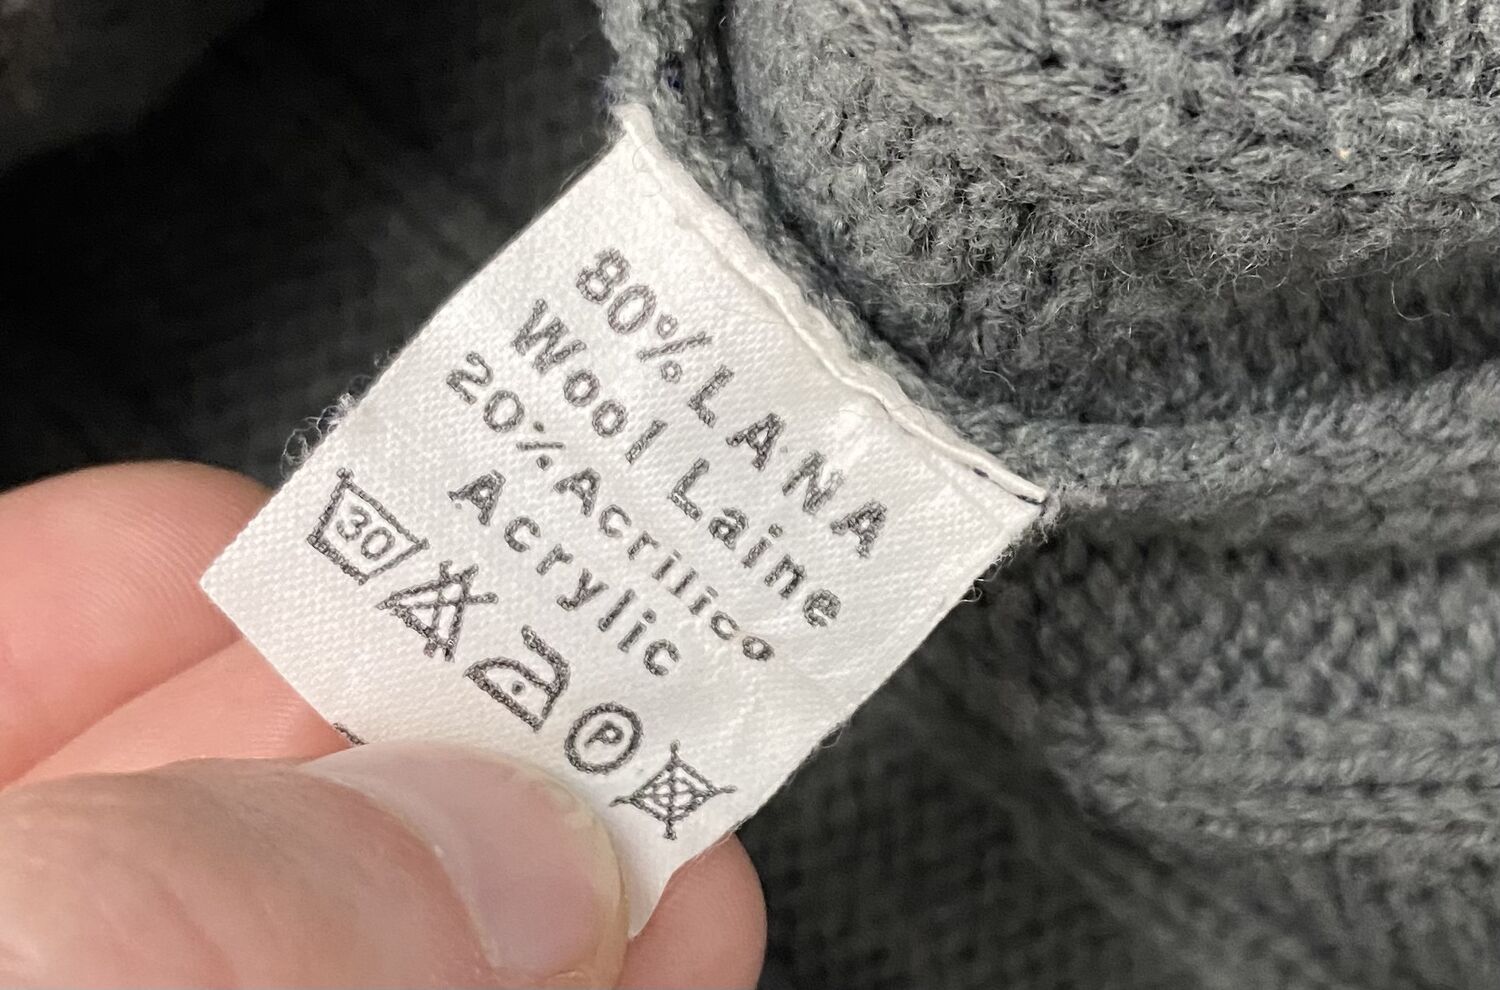 80% LANA
Wool Laine
20% Acrilico
Acrylic
30
P